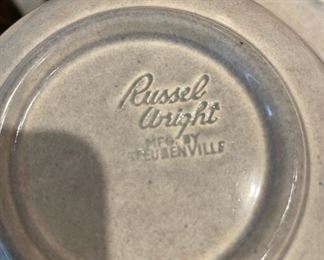 Russel
Wright
MFG. BY
STEUBENVILLE